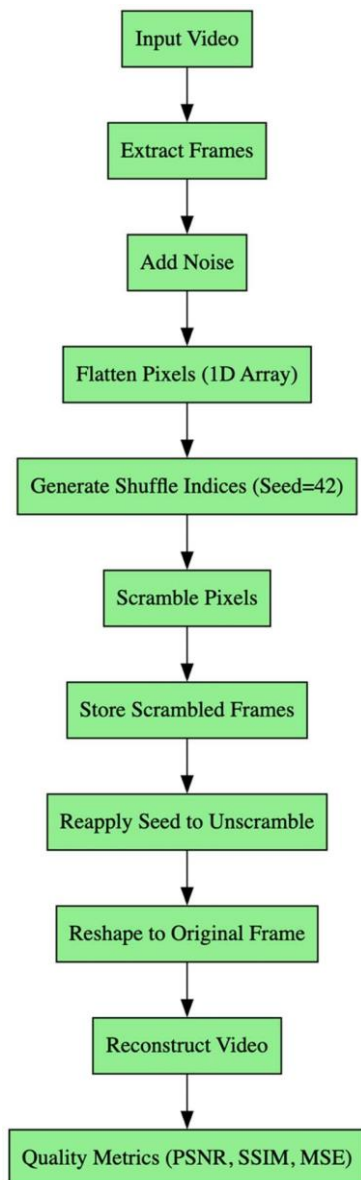 Input Video
Extract Frames
Add Noise
Flatten Pixels (1D Array)
Generate Shuffle Indices (Seed=42)
Scramble Pixels
Store Scrambled Frames
Reapply Seed to Unscramble
Reshape to Original Frame
Reconstruct Video
Quality Metrics (PSNR, SSIM, MSE)